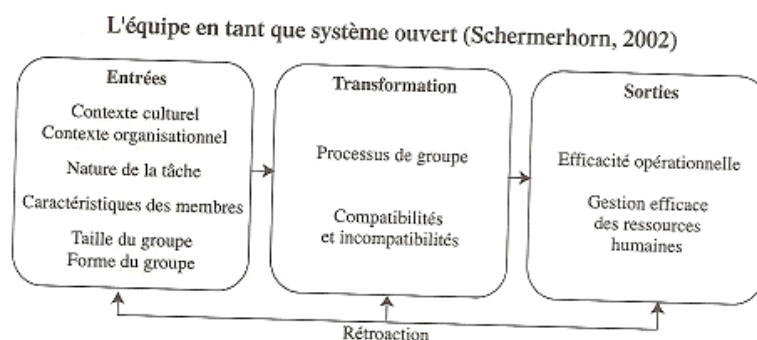 L'équipe en tant que système ouvert (Schermerhorn, 2002)
Entrées
Contexte culturel
Contexte organisationnel
Nature de la tâche
Caractéristiques des membres
Taille du groupe
Forme du groupe
Transformation
Processus de groupe
Compatibilités
et incompatibilités
Sorties
Efficacité opérationnelle
Gestion efficace
des ressources
humaines
Rétroaction